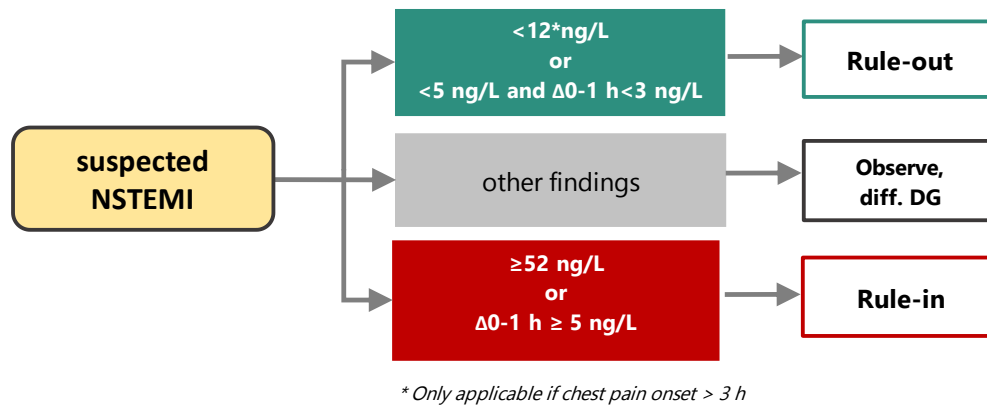 suspected
NSTEMI
<12*ng/L
or
<5 ng/L and Δ0-1 h<3 ng/L
Rule-out
other findings
Observe,
diff. DG
≥52 ng/L
or
Δ0-1 h ≥ 5 ng/L
Rule-in
* Only applicable if chest pain onset > 3 h